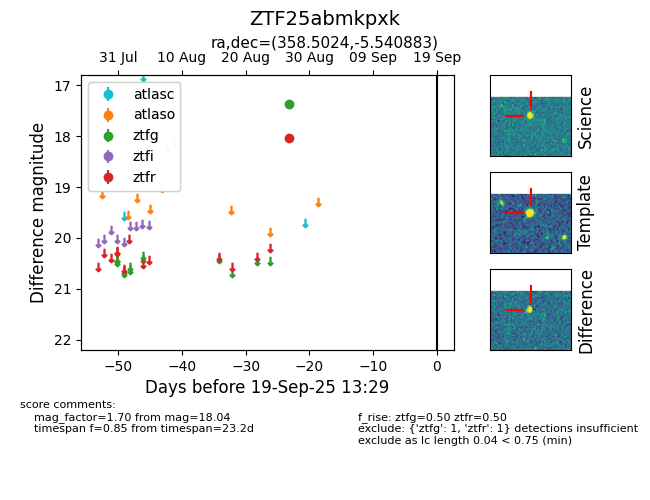 ZTF25abmkpxk
ra,dec=(358.5024,-5.540883)
31 Jul 10 Aug 20 Aug 30 Aug 09 Sep 19 Sep
17
18
19
20
21
22
Difference magnitude
atlasc
atlaso
ztfg
ztfi
ztfr
−50 −40 −30 −20 −10 0
Days before 19-Sep-25 13:29
Science
Template
Difference
score comments:
mag_factor=1.70 from mag=18.04
timespan f=0.85 from timespan=23.2d
f_rise: ztfg=0.50 ztfr=0.50
exclude: {'ztfg': 1, 'ztfr': 1} detections insufficient
exclude as lc length 0.04 < 0.75 (min)